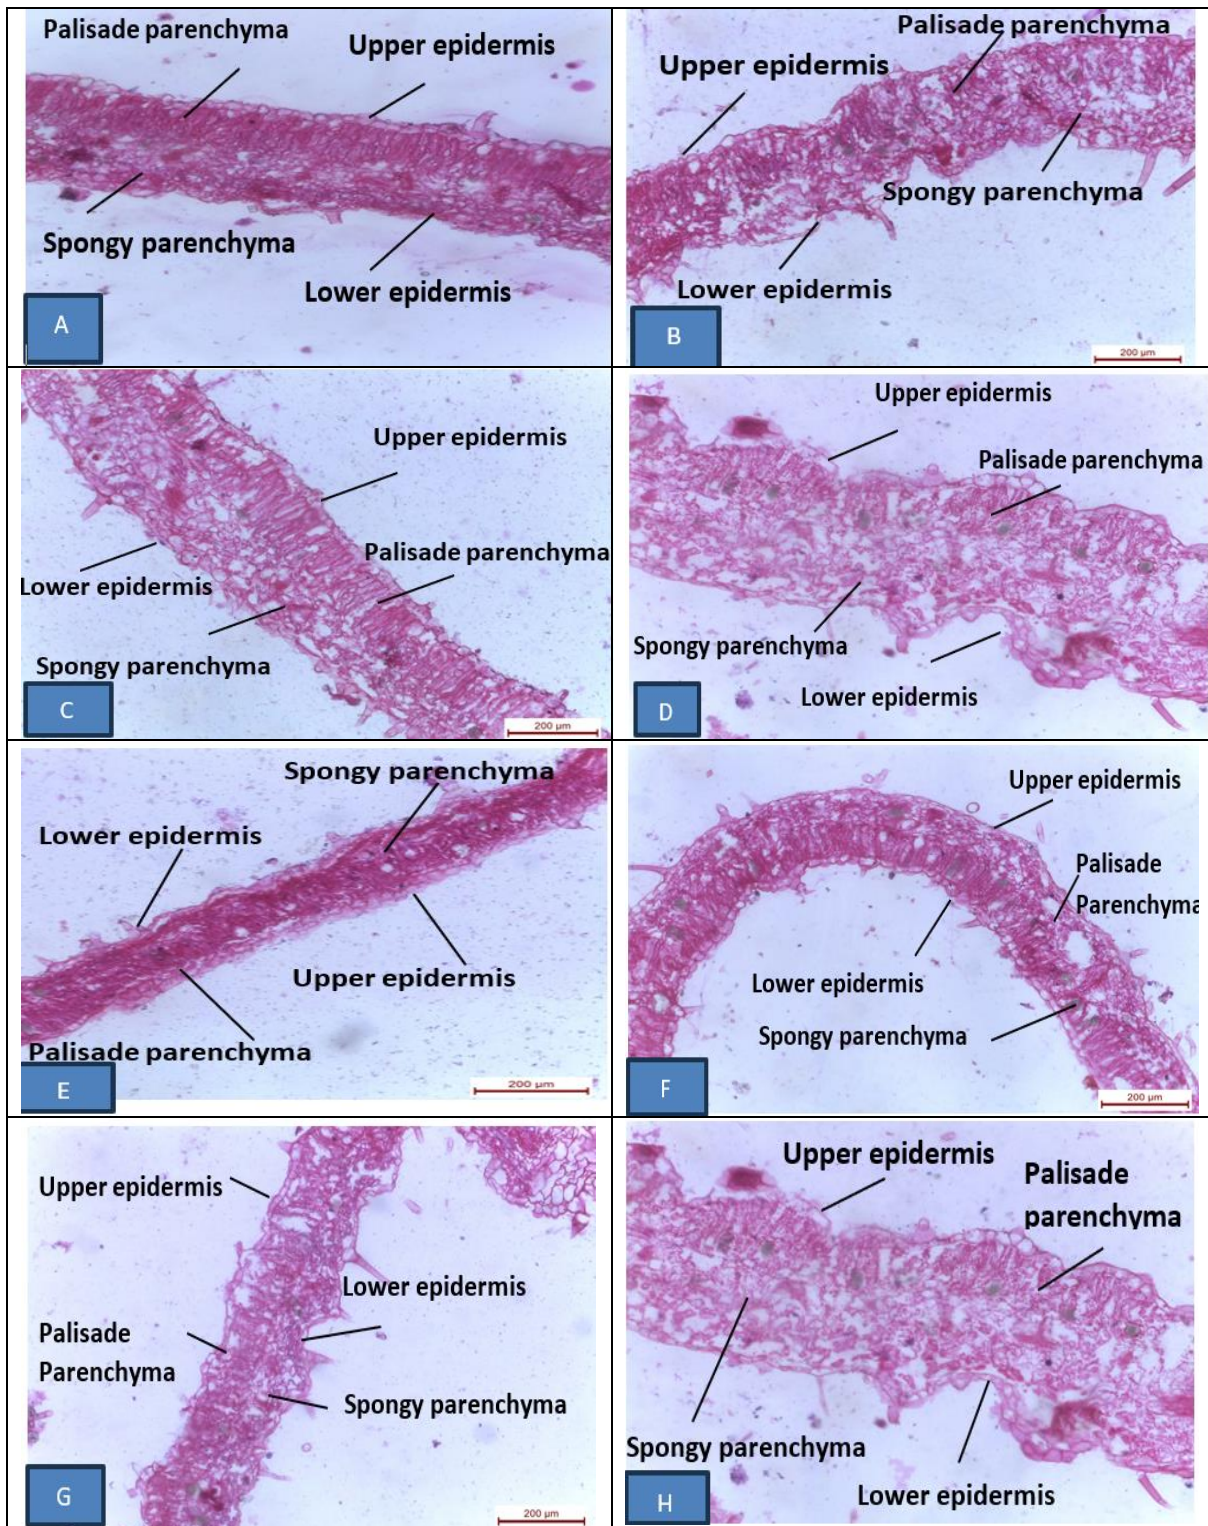 Palisade parenchyma
Upper epidermis
Spongy parenchyma
Lower epidermis
A
Palisade parenchyma
Upper epidermis
Spongy parenchyma
Lower epidermis
B
200 µm
Upper epidermis
Palisade parenchyma
Lower epidermis
Spongy parenchyma
C
200 µm
Upper epidermis
Palisade parenchyma
Spongy parenchyma
Lower epidermis
D
Spongy parenchyma
Lower epidermis
Upper epidermis
Palisade parenchyma
E
200 µm
Upper epidermis
Palisade
Parenchyma
Lower epidermis
Spongy parenchyma
F
200 µm
Upper epidermis
Lower epidermis
Palisade
Parenchyma
Spongy parenchyma
G
200 µm
Upper epidermis
Palisade
parenchyma
Spongy parenchyma
Lower epidermis
H